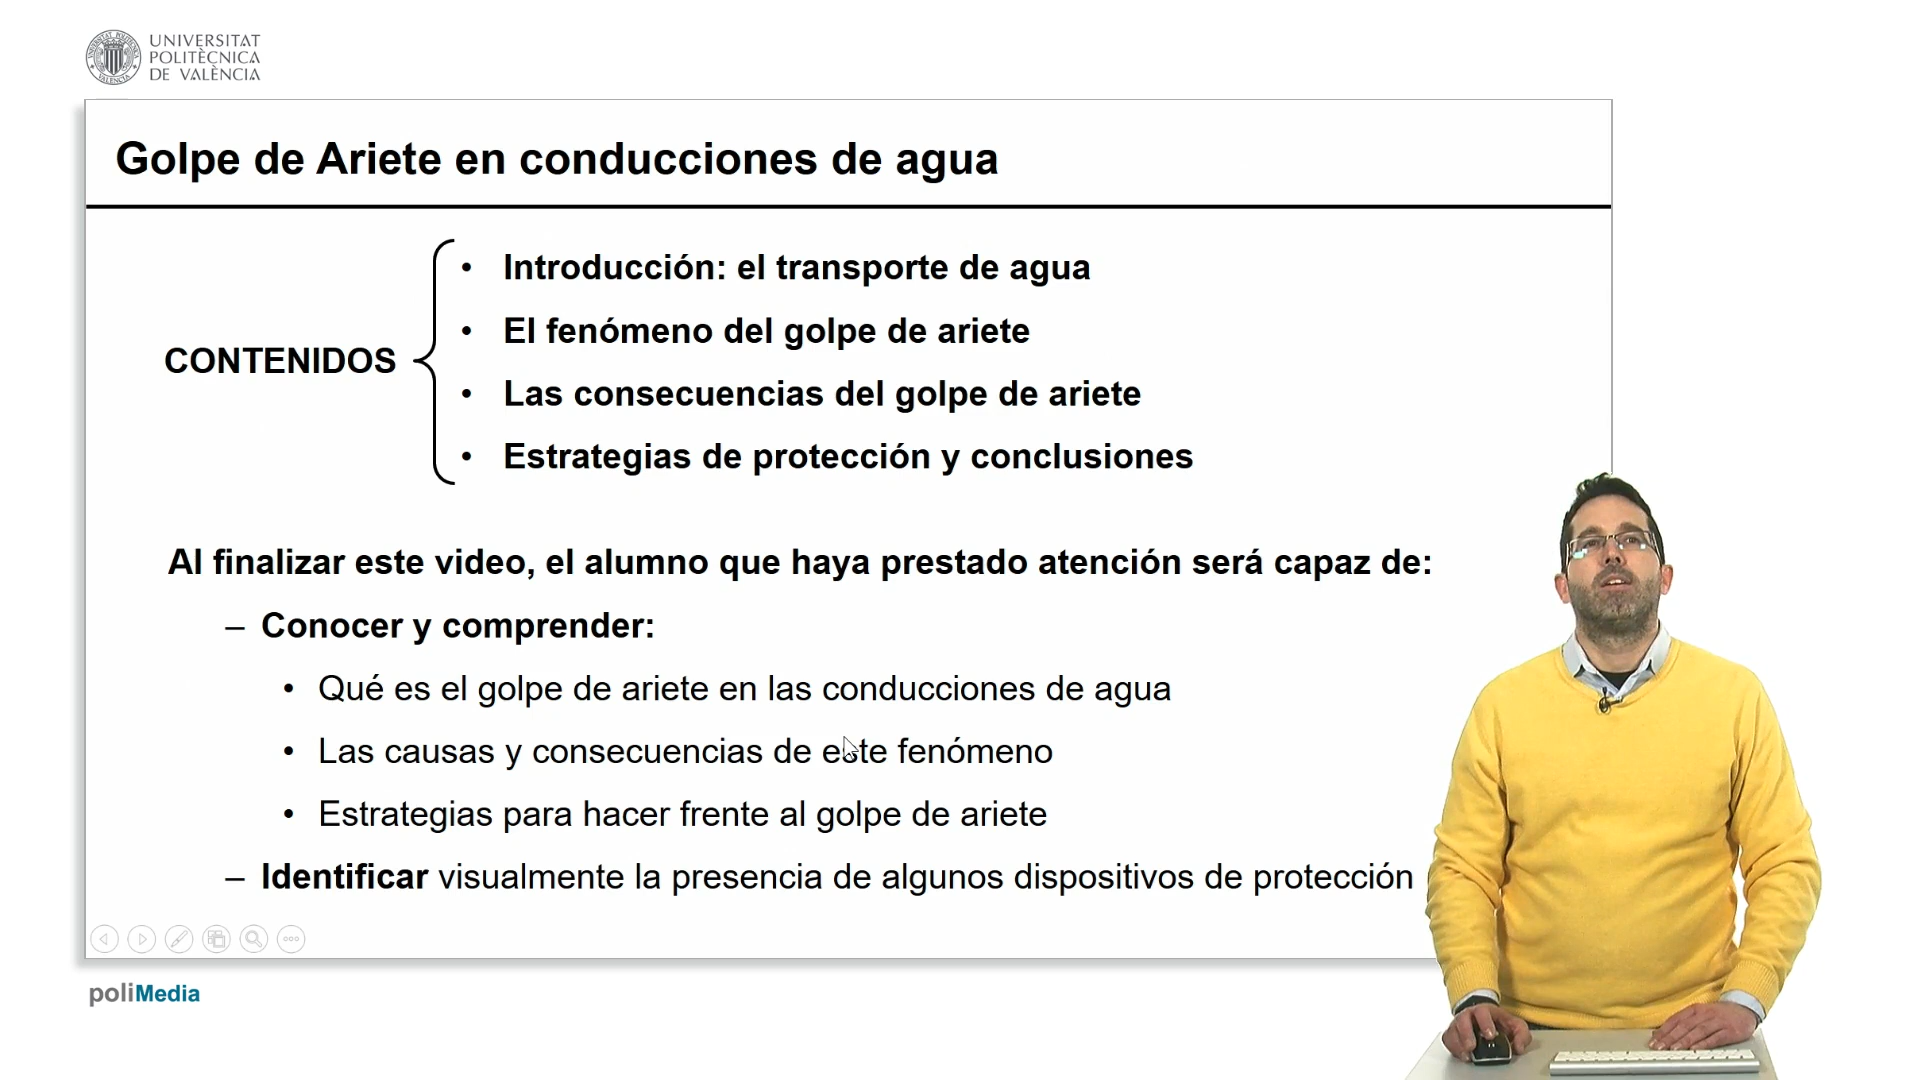 UNIVERSITAT
POLITÈCNICA
DE VALÈNCIA
Golpe de Ariete en conducciones de agua
CONTENIDOS
• Introducción: el transporte de agua
• El fenómeno del golpe de ariete
• Las consecuencias del golpe de ariete
• Estrategias de protección y conclusiones
Al finalizar este video, el alumno que haya prestado atención será capaz de:
– Conocer y comprender:
• Qué es el golpe de ariete en las conducciones de agua
• Las causas y consecuencias de este fenómeno
• Estrategias para hacer frente al golpe de ariete
– Identificar visualmente la presencia de algunos dispositivos de protección
poliMedia